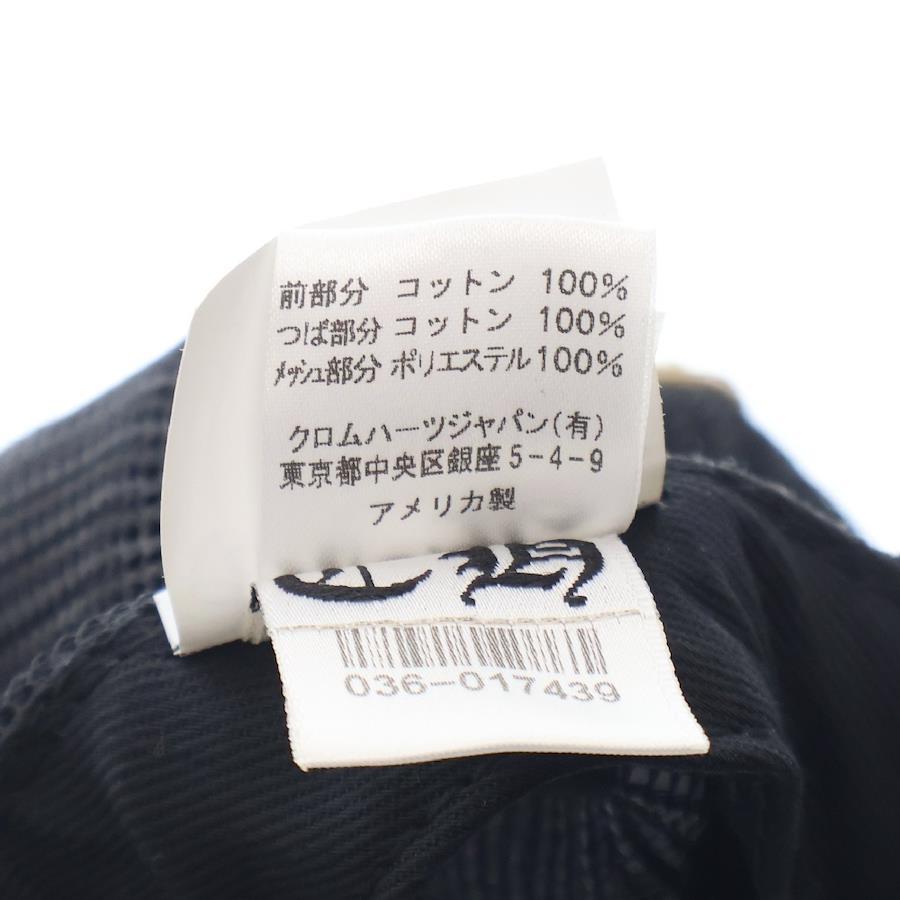 前部分 コットン 100%
つば部分 コットン 100%
ﾒｯｼｭ部分 ポリエステル 100%
クロムハーツジャパン(有)
東京都中央区銀座5-4-9
アメリカ製
036-017439